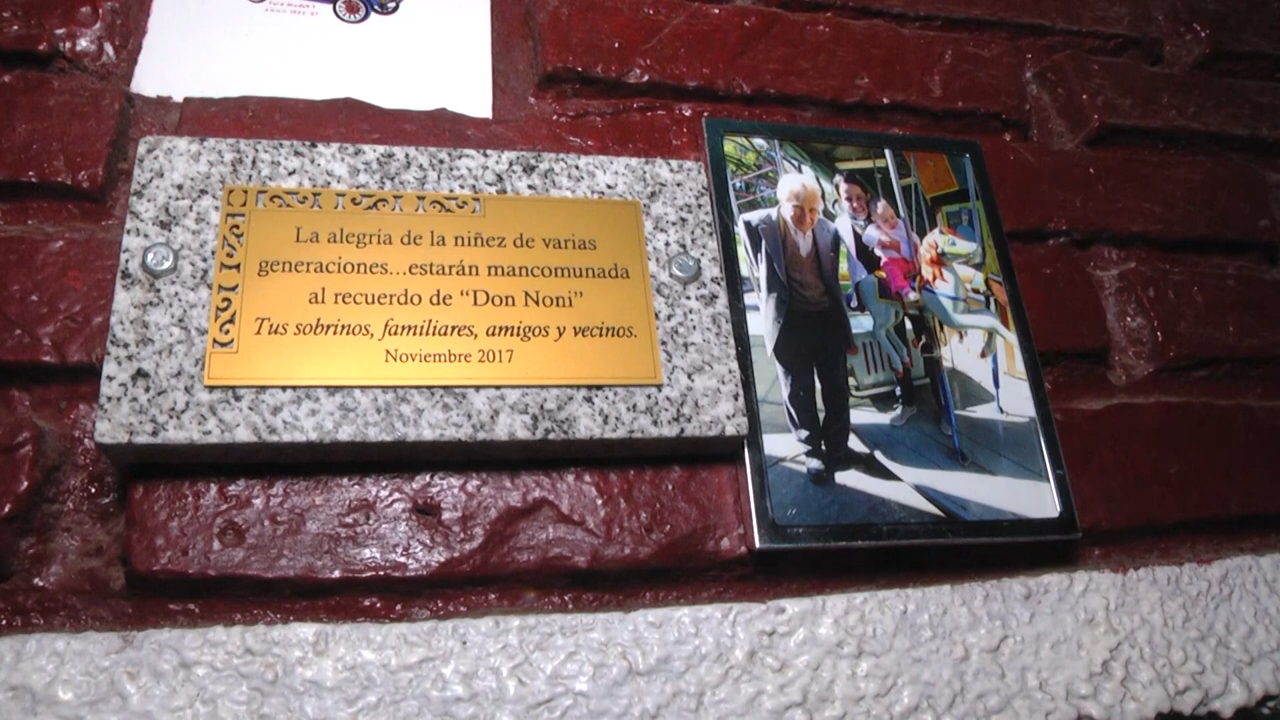 La alegría de la niñez de varias
generaciones...estarán mancomunada
al recuerdo de “Don Noni”
Tus sobrinos, familiares, amigos y vecinos.
Noviembre 2017